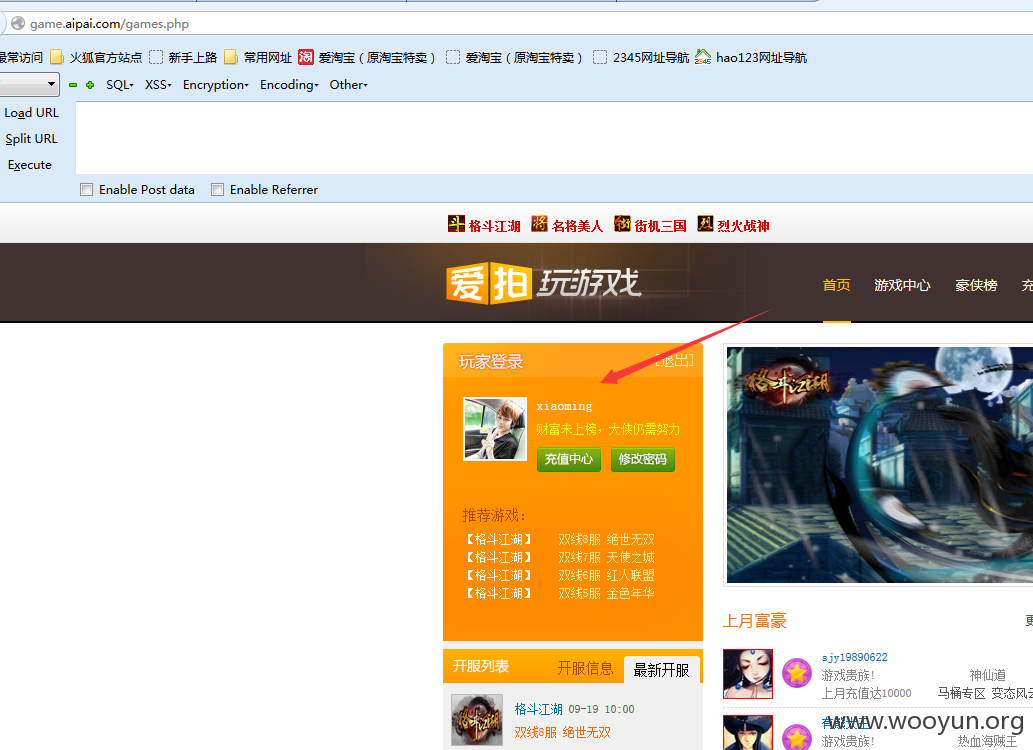 game.aipai.com/games.php
最常访问 火狐官方站点 新手上路 常用网址 爱淘宝（原淘宝特卖） 爱淘宝（原淘宝特卖） 2345网址导航 hao123网址导航
SQL XSS Encryption Encoding Other
Load URL
Split URL
Execute
Enable Post data Enable Referrer
斗 格斗江湖 将 名将美人 街 街机三国 烈 烈火战神
爱拍玩游戏
首页 游戏中心 豪侠榜 充
玩家登录 [退出]
xiaoming
财富未上榜，大侠仍需努力
充值中心 修改密码
格斗江湖
推荐游戏：
【格斗江湖】 双线8服 绝世无双
【格斗江湖】 双线7服 天使之城
【格斗江湖】 双线6服 红人联盟
【格斗江湖】 双线5服 金色年华
上月富豪
开服列表 开服信息 最新开服
sjy19890622
游戏贵族! 神仙道
上月充值达10000 马桶专区 变态风云
格斗江湖 09-19 10:00
双线8服 绝世无双
格斗江湖
www.wooyun.org
游戏贵族! 热血海贼王